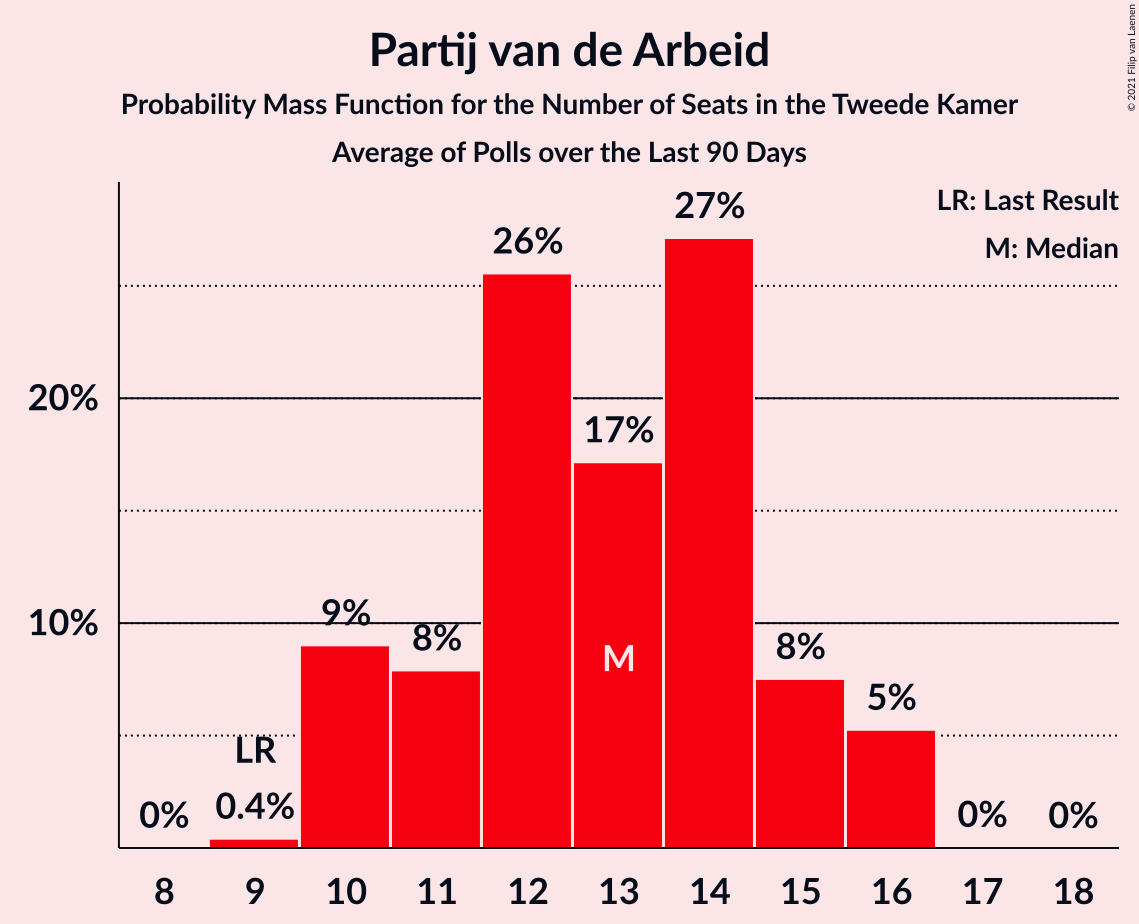 Partij van de Arbeid
Probability Mass Function for the Number of Seats in the Tweede Kamer
Average of Polls over the Last 90 Days
© 2021 Filip van Laenen
LR: Last Result
M: Median
27%
26%
20%
17%
10%
9%
8%
M
8%
5%
LR
0%
0.4%
0%
0%
8 9 10 11 12 13 14 15 16 17 18